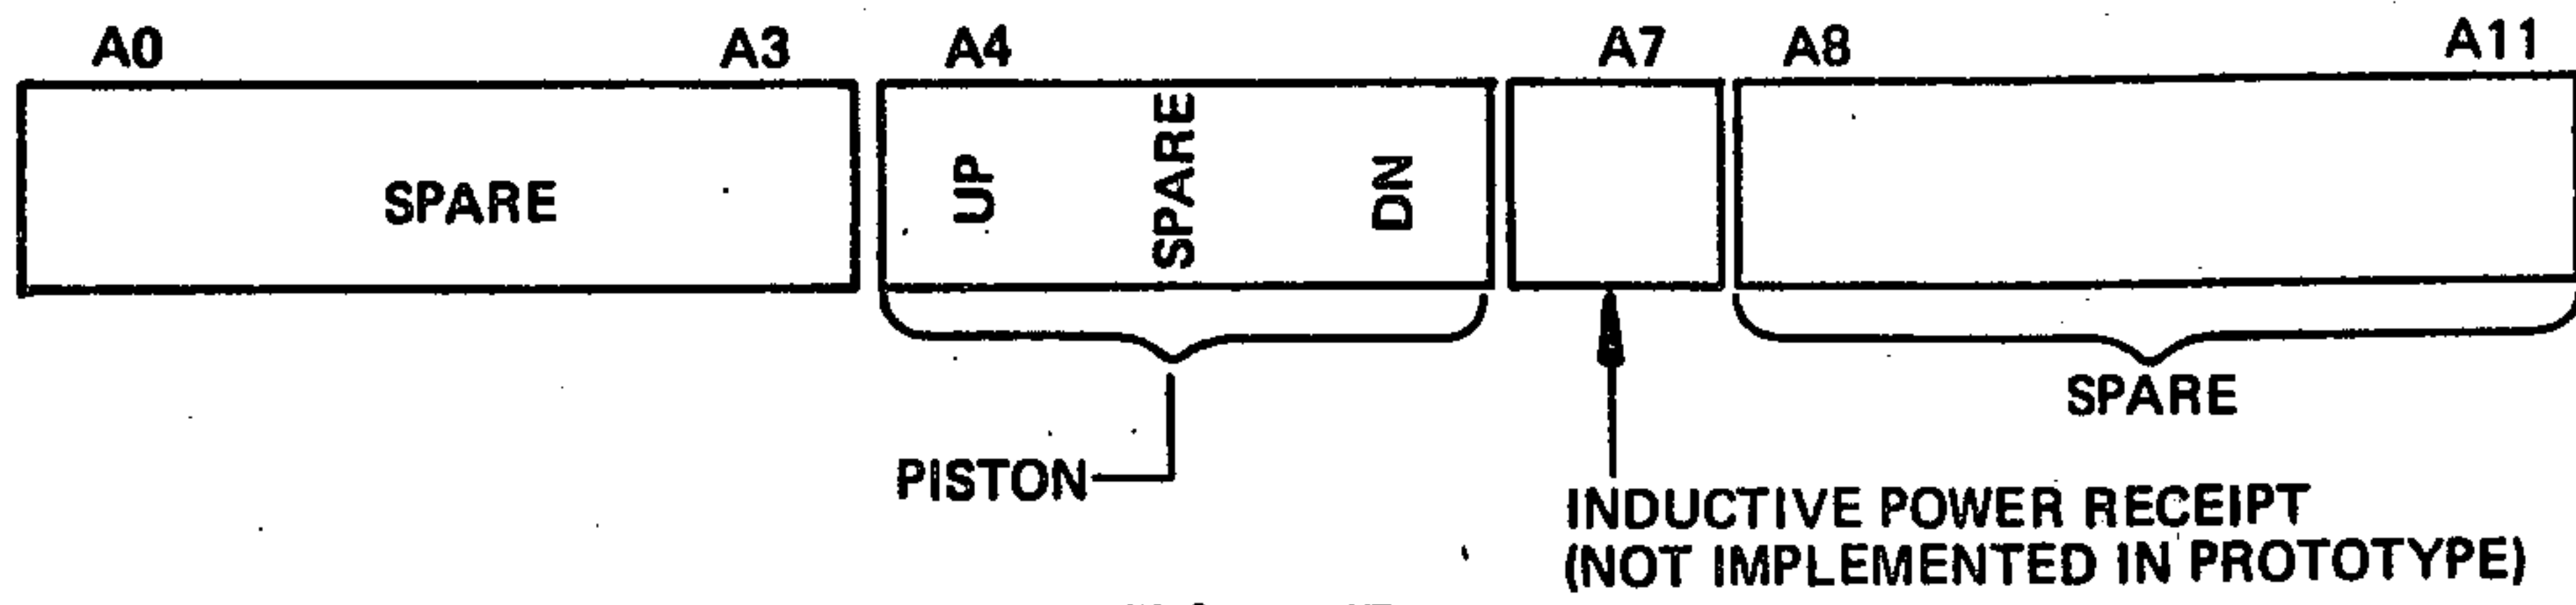 A0 A3 A4 A7 A8 A11
SPARE UP SPARE DN
SPARE
PISTON
INDUCTIVE POWER RECEIPT
(NOT IMPLEMENTED IN PROTOTYPE)